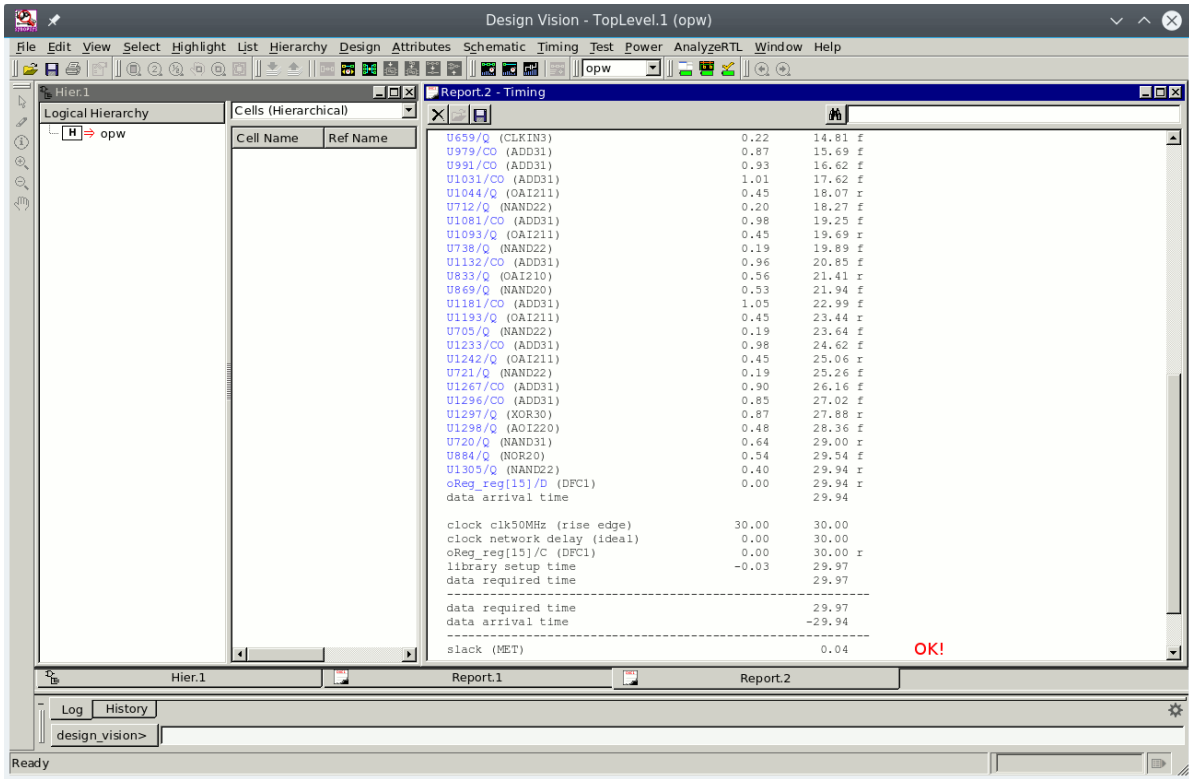 Design Vision - TopLevel.1 (opw)
File Edit View Select Highlight List Hierarchy Design Attributes Schematic Timing Test Power AnalyzeRTL Window Help
opw
Hier.1
Logical Hierarchy
H opw
Cells (Hierarchical)
Cell Name Ref Name
Report.2 - Timing
U659/Q (CLKIN3) 0.22 14.81 f
U979/CO (ADD31) 0.87 15.69 f
U991/CO (ADD31) 0.93 16.62 f
U1031/CO (ADD31) 1.01 17.62 f
U1044/Q (OAI211) 0.45 18.07 r
U712/Q (NAND22) 0.20 18.27 f
U1081/CO (ADD31) 0.98 19.25 f
U1093/Q (OAI211) 0.45 19.69 r
U738/Q (NAND22) 0.19 19.89 f
U1132/CO (ADD31) 0.96 20.85 f
U833/Q (OAI210) 0.56 21.41 r
U869/Q (NAND20) 0.53 21.94 f
U1181/CO (ADD31) 1.05 22.99 f
U1193/Q (OAI211) 0.45 23.44 r
U705/Q (NAND22) 0.19 23.64 f
U1233/CO (ADD31) 0.98 24.62 f
U1242/Q (OAI211) 0.45 25.06 r
U721/Q (NAND22) 0.19 25.26 f
U1267/CO (ADD31) 0.90 26.16 f
U1296/CO (ADD31) 0.85 27.02 f
U1297/Q (XOR30) 0.87 27.88 r
U1298/Q (AOI220) 0.48 28.36 f
U720/Q (NAND31) 0.64 29.00 r
U884/Q (NOR20) 0.54 29.54 f
U1305/Q (NAND22) 0.40 29.94 r
oReg_reg[15]/D (DFC1) 0.00 29.94 r
data arrival time 29.94
clock clk50MHz (rise edge) 30.00 30.00
clock network delay (ideal) 0.00 30.00
oReg_reg[15]/C (DFC1) 0.00 30.00 r
library setup time -0.03 29.97
data required time 29.97
-----------------------------------------------------------
data required time 29.97
data arrival time -29.94
-----------------------------------------------------------
slack (MET) 0.04 OK!
Hier.1 Report.1 Report.2
Log History
design_vision>
Ready